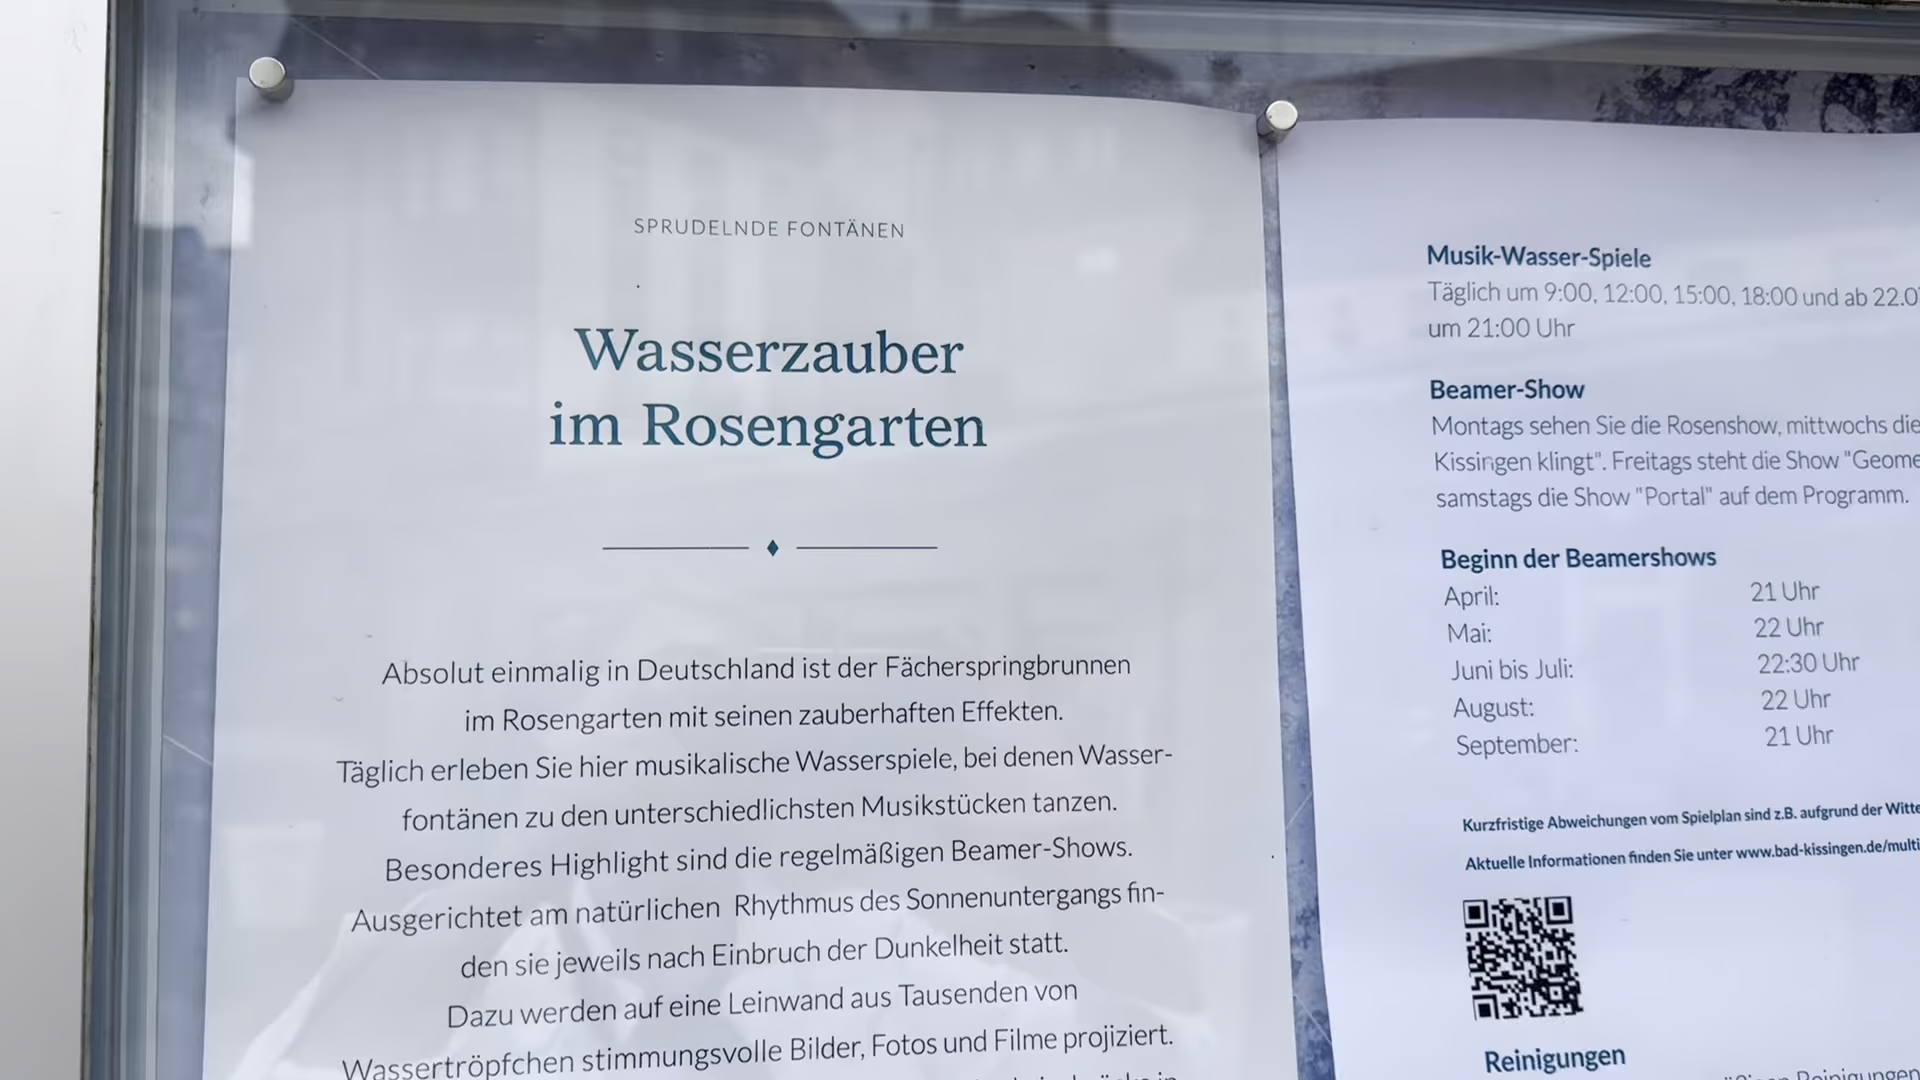 SPRUDELNDE FONTÄNEN
Wasserzauber
im Rosengarten
Absolut einmalig in Deutschland ist der Fächerspringbrunnen
im Rosengarten mit seinen zauberhaften Effekten.
Täglich erleben Sie hier musikalische Wasserspiele, bei denen Wasser-
fontänen zu den unterschiedlichsten Musikstücken tanzen.
Besonderes Highlight sind die regelmäßigen Beamer-Shows.
Ausgerichtet am natürlichen Rhythmus des Sonnenuntergangs fin-
den sie jeweils nach Einbruch der Dunkelheit statt.
Dazu werden auf eine Leinwand aus Tausenden von
Wassertröpfchen stimmungsvolle Bilder, Fotos und Filme projiziert.
Musik-Wasser-Spiele
Täglich um 9:00, 12:00, 15:00, 18:00 und ab 22.0
um 21:00 Uhr
Beamer-Show
Montags sehen Sie die Rosenshow, mittwochs die
Kissingen klingt". Freitags steht die Show "Geome
samstags die Show "Portal" auf dem Programm.
Beginn der Beamershows
April: 21 Uhr
Mai: 22 Uhr
Juni bis Juli: 22:30 Uhr
August: 22 Uhr
September: 21 Uhr
Kurzfristige Abweichungen vom Spielplan sind z.B. aufgrund der Witte
Aktuelle Informationen finden Sie unter www.bad-kissingen.de/multi
Reinigungen
Reinigungen